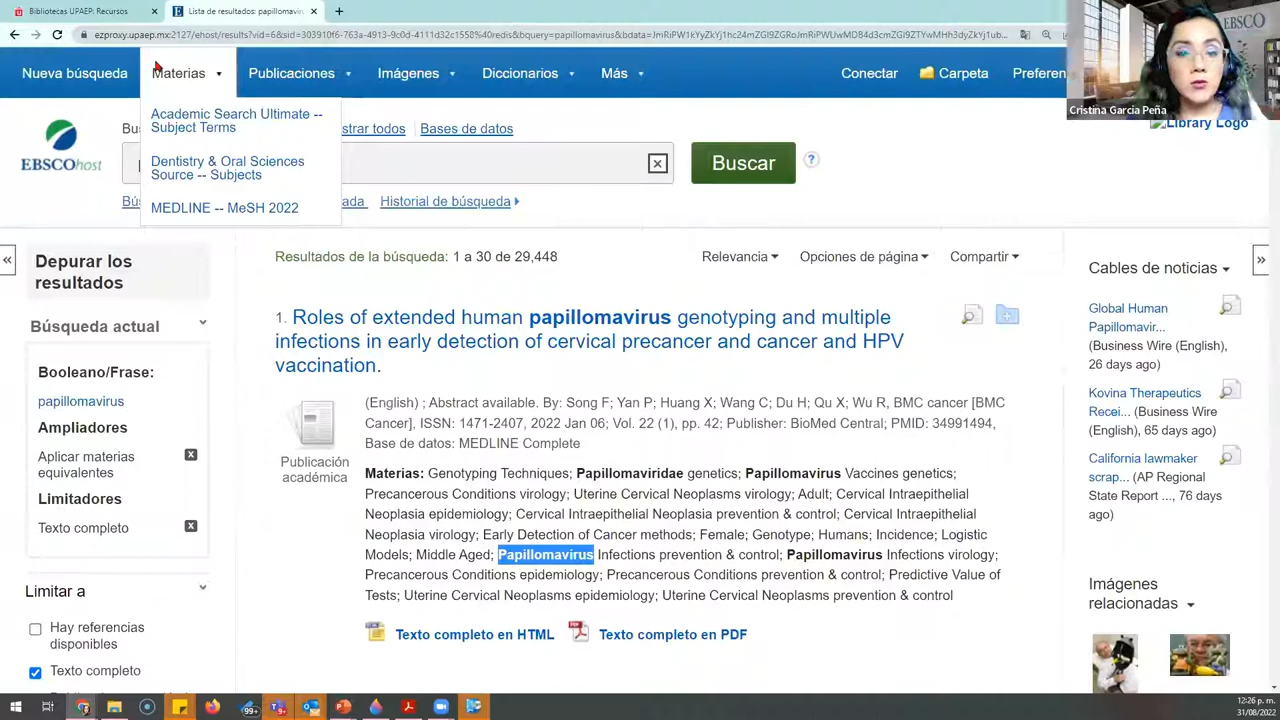 Bibliotecas UPAEP: Recursos
Lista de resultados: papillomavir
Nueva búsqueda
Materias
Publicaciones
Imágenes
Diccionarios
Más
Conectar
Carpeta
Preferen
Cristina García Peña
EBSCO
Academic Search Ultimate --
Subject Terms
Dentistry & Oral Sciences
Source -- Subjects
MEDLINE -- MeSH 2022
EBSCOhost
Bu
strar todos
Bases de datos
Library Logo
Buscar
?
Bús
ada
Historial de búsqueda
Depurar los
resultados
Búsqueda actual
Booleano/Frase:
papillomavirus
Ampliadores
Aplicar materias
equivalentes
Limitadores
Texto completo
Limitar a
Hay referencias
disponibles
Texto completo
Resultados de la búsqueda: 1 a 30 de 29,448
Relevancia
Opciones de página
Compartir
1. Roles of extended human papillomavirus genotyping and multiple
infections in early detection of cervical precancer and cancer and HPV
vaccination.
Publicación
académica
(English) ; Abstract available. By: Song F; Yan P; Huang X; Wang C; Du H; Qu X; Wu R, BMC cancer [BMC
Cancer], ISSN: 1471-2407, 2022 Jan 06; Vol. 22 (1), pp. 42; Publisher: BioMed Central; PMID: 34991494,
Base de datos: MEDLINE Complete
Materias: Genotyping Techniques; Papillomaviridae genetics; Papillomavirus Vaccines genetics;
Precancerous Conditions virology; Uterine Cervical Neoplasms virology; Adult; Cervical Intraepithelial
Neoplasia epidemiology; Cervical Intraepithelial Neoplasia prevention & control; Cervical Intraepithelial
Neoplasia virology; Early Detection of Cancer methods; Female; Genotype; Humans; Incidence; Logistic
Models; Middle Aged; Papillomavirus Infections prevention & control; Papillomavirus Infections virology;
Precancerous Conditions epidemiology; Precancerous Conditions prevention & control; Predictive Value of
Tests; Uterine Cervical Neoplasms epidemiology; Uterine Cervical Neoplasms prevention & control
Texto completo en HTML
Texto completo en PDF
Cables de noticias
Global Human
Papillomavir...
(Business Wire (English),
26 days ago)
Kovina Therapeutics
Recei... (Business Wire
(English), 65 days ago)
California lawmaker
scrap... (AP Regional
State Report ..., 76 days
ago)
Imágenes
relacionadas
99+
12:26 p. m.
31/08/2022